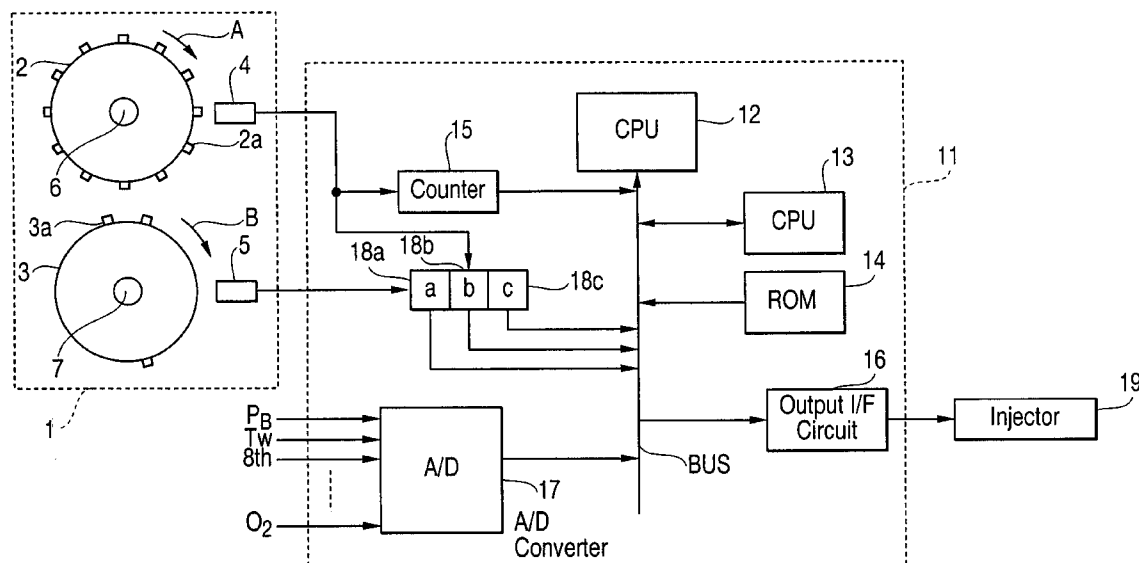 A
2
4
2a
6
3a
B
3
5
7
1
15
Counter
CPU
12
13
CPU
11
14
ROM
18a
18b
a
b
c
18c
16
Output I/F
Circuit
19
Injector
BUS
PB
Tw
8th
O2
A/D
17
A/D
Converter